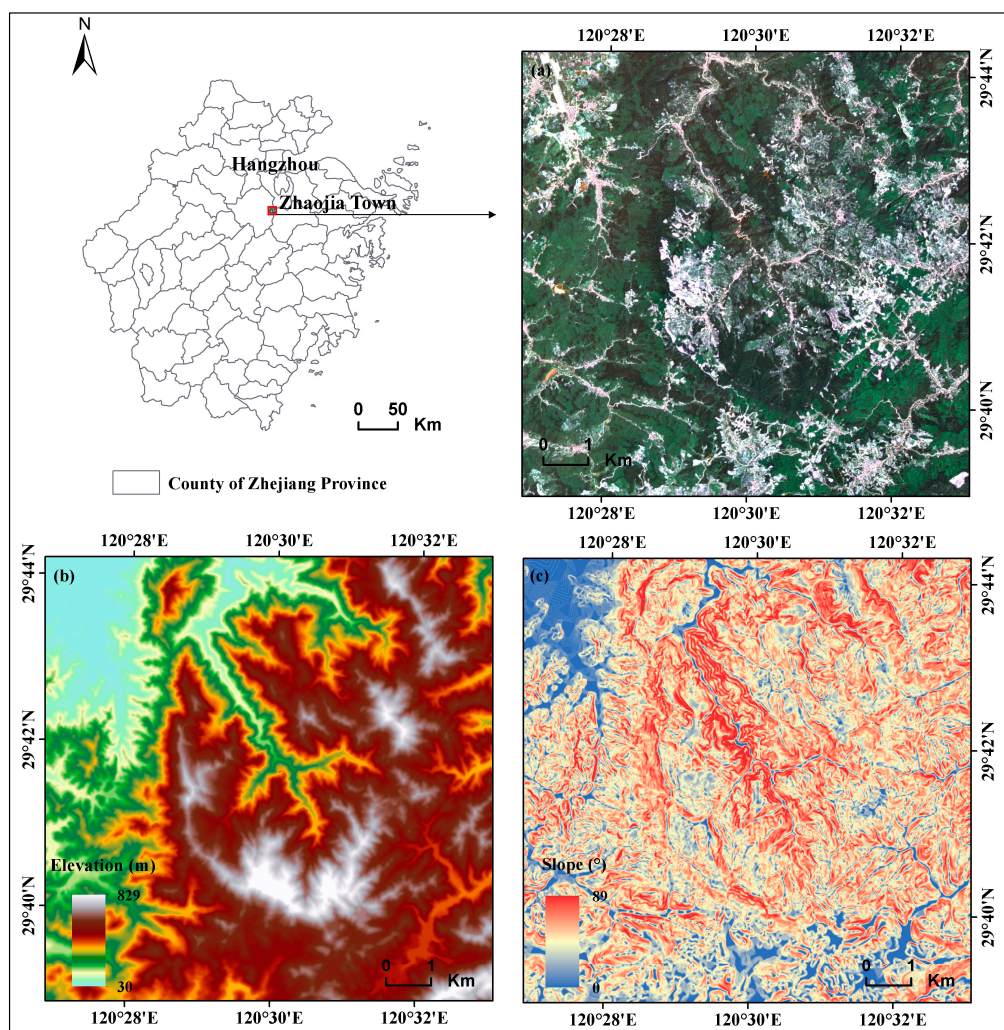 N
Hangzhou
Zhaojia Town
0 50
Km
County of Zhejiang Province
120°28'E 120°30'E 120°32'E
(a)
29°44'N
29°42'N
29°40'N
0 1
Km
120°28'E 120°30'E 120°32'E
120°28'E 120°30'E 120°32'E
(b)
29°44'N
29°42'N
29°40'N
Elevation (m)
829
30
0 1
Km
120°28'E 120°30'E 120°32'E
120°28'E 120°30'E 120°32'E
(c)
29°44'N
29°42'N
29°40'N
Slope (°)
89
0
0 1
Km
120°28'E 120°30'E 120°32'E